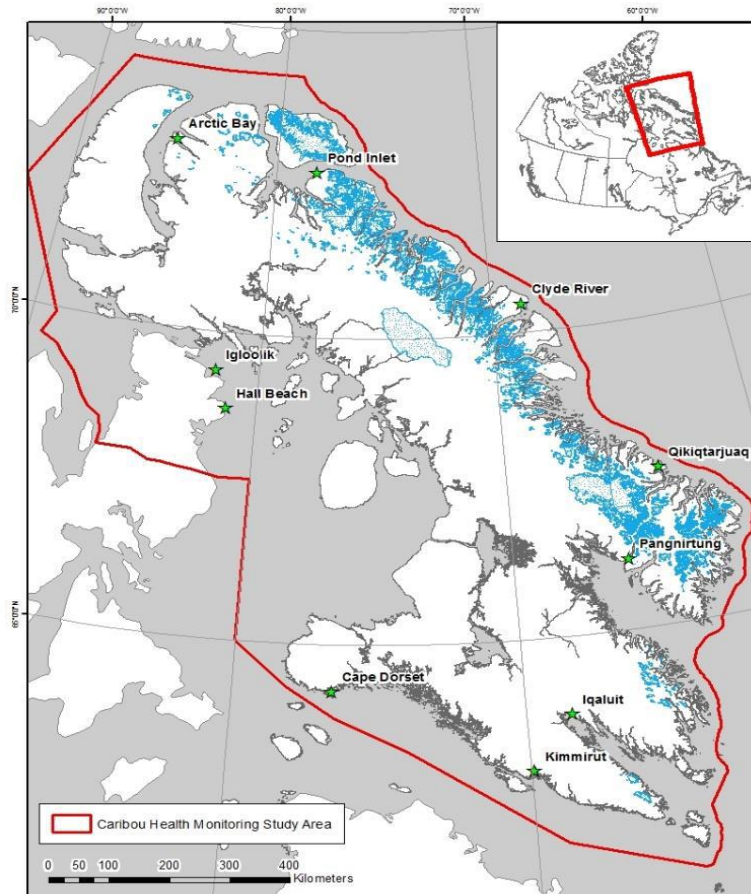 90°0'0"W
80°0'0"W
70°0'0"W
60°0'0"W
Arctic Bay
Pond Inlet
Clyde River
70°0'0"N
Igloolik
Hall Beach
Qikiqtarjuaq
Pangnirtung
65°0'0"N
Cape Dorset
Iqaluit
Kimmirut
Caribou Health Monitoring Study Area
0 50 100 200 300 400
Kilometers